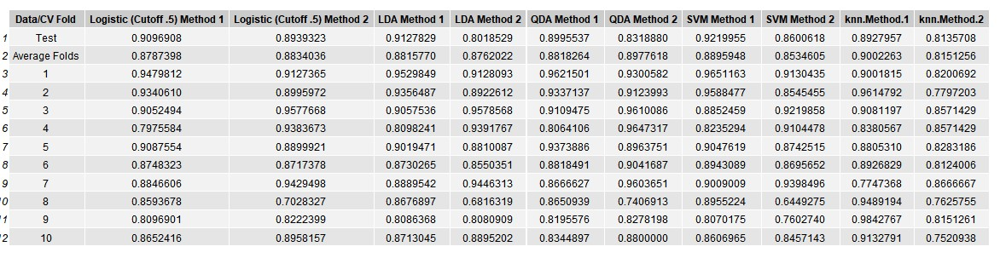 Data/CV Fold Logistic (Cutoff .5) Method 1 Logistic (Cutoff .5) Method 2 LDA Method 1 LDA Method 2 QDA Method 1 QDA Method 2 SVM Method 1 SVM Method 2 knn.Method.1 knn.Method.2
1 Test 0.9096908 0.8939323 0.9127829 0.8018529 0.8995537 0.8318880 0.9219955 0.8600618 0.8927957 0.8135708
2 Average Folds 0.8787398 0.8834036 0.8815770 0.8762022 0.8818264 0.8977618 0.8895948 0.8534605 0.9002263 0.8151256
3 1 0.9479812 0.9127365 0.9529849 0.9128093 0.9621501 0.9300582 0.9651163 0.9130435 0.9001815 0.8200692
4 2 0.9340610 0.8995972 0.9356487 0.8922612 0.9337137 0.9123993 0.9588477 0.8545455 0.9614792 0.7797203
5 3 0.9052494 0.9577668 0.9057536 0.9578568 0.9109475 0.9610086 0.8852459 0.9219858 0.9081197 0.8571429
6 4 0.7975584 0.9383673 0.8098241 0.9391767 0.8064106 0.9647317 0.8235294 0.9104478 0.8380567 0.8571429
7 5 0.9087554 0.8899921 0.9019471 0.8810087 0.9373886 0.8963751 0.9047619 0.8742515 0.8805310 0.8283186
8 6 0.8748323 0.8717378 0.8730265 0.8550351 0.8818491 0.9041687 0.8943089 0.8695652 0.8926829 0.8124006
9 7 0.8846606 0.9429498 0.8889542 0.9446313 0.8666627 0.9603651 0.9009009 0.9398496 0.7747368 0.8666667
10 8 0.8593678 0.7028327 0.8676897 0.6816319 0.8650939 0.7406913 0.8955224 0.6449275 0.9489194 0.7625755
11 9 0.8096901 0.8222399 0.8086368 0.8080909 0.8195576 0.8278198 0.8070175 0.7602740 0.9842767 0.8151261
12 10 0.8652416 0.8958157 0.8713045 0.8895202 0.8344897 0.8800000 0.8606965 0.8457143 0.9132791 0.7520938